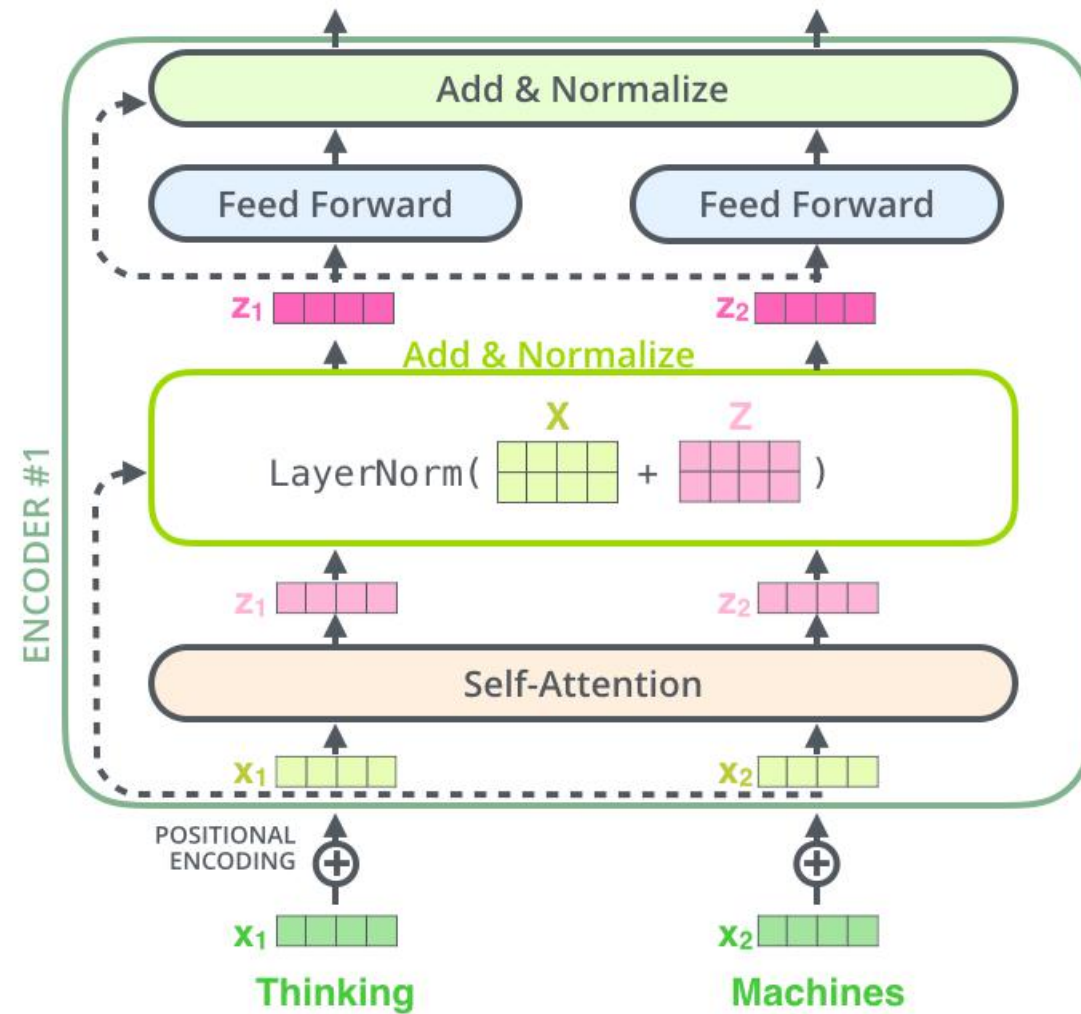 Add & Normalize
Feed Forward Feed Forward
z₁ z₂
Add & Normalize
X Z
LayerNorm( + )
ENCODER #1
z₁ z₂
Self-Attention
x₁ x₂
POSITIONAL
ENCODING
x₁ x₂
Thinking Machines